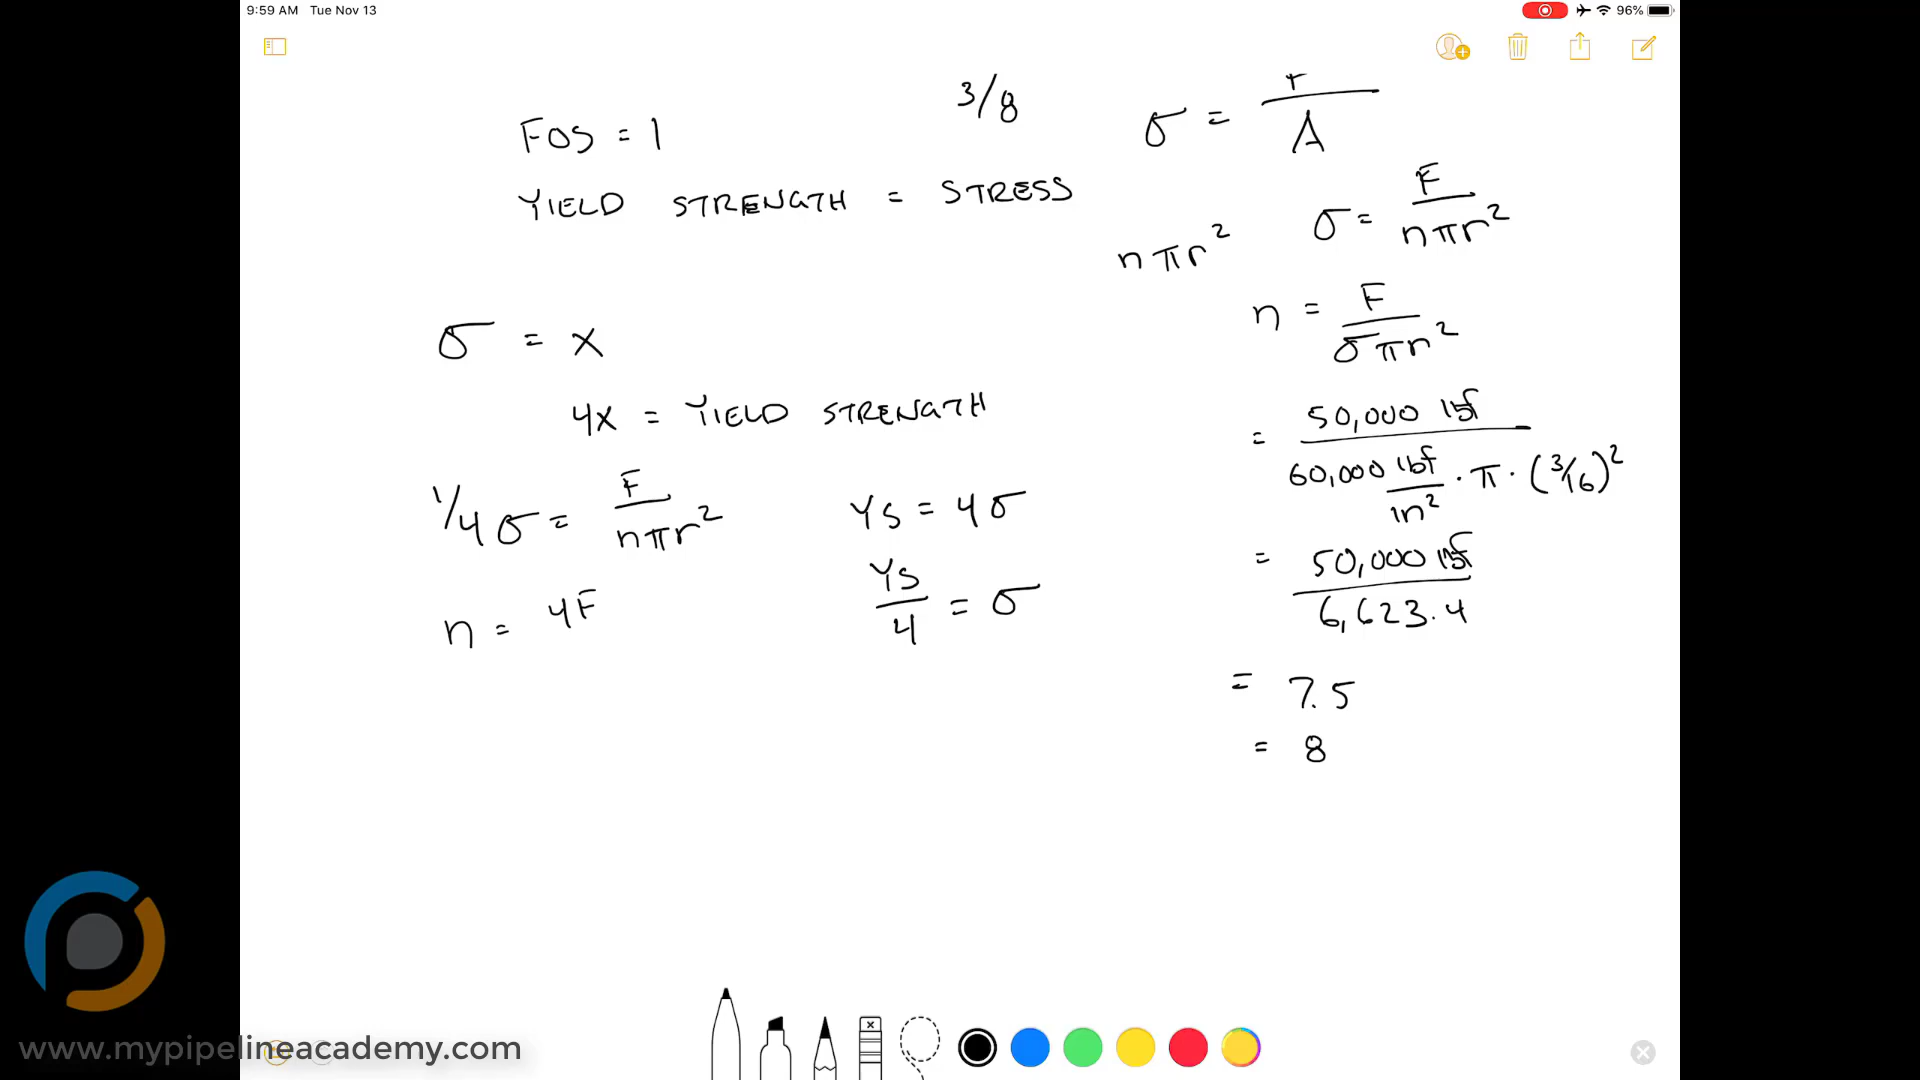 9:59 AM Tue Nov 13
96%
FOS = 1
3/8
YIELD STRENGTH = STRESS
σ = x
4x = YIELD STRENGTH
1/4 σ = F / nπr²
YS = 4σ
YS / 4 = σ
n = 4F
σ = F / A
nπr²
σ = F / nπr²
n = F / σπr²
= 50,000 lbf / 60,000 lbf/in² · π · (3/16)²
= 50,000 lbf / 6,623.4
= 7.5
= 8
www.mypipelineacademy.com